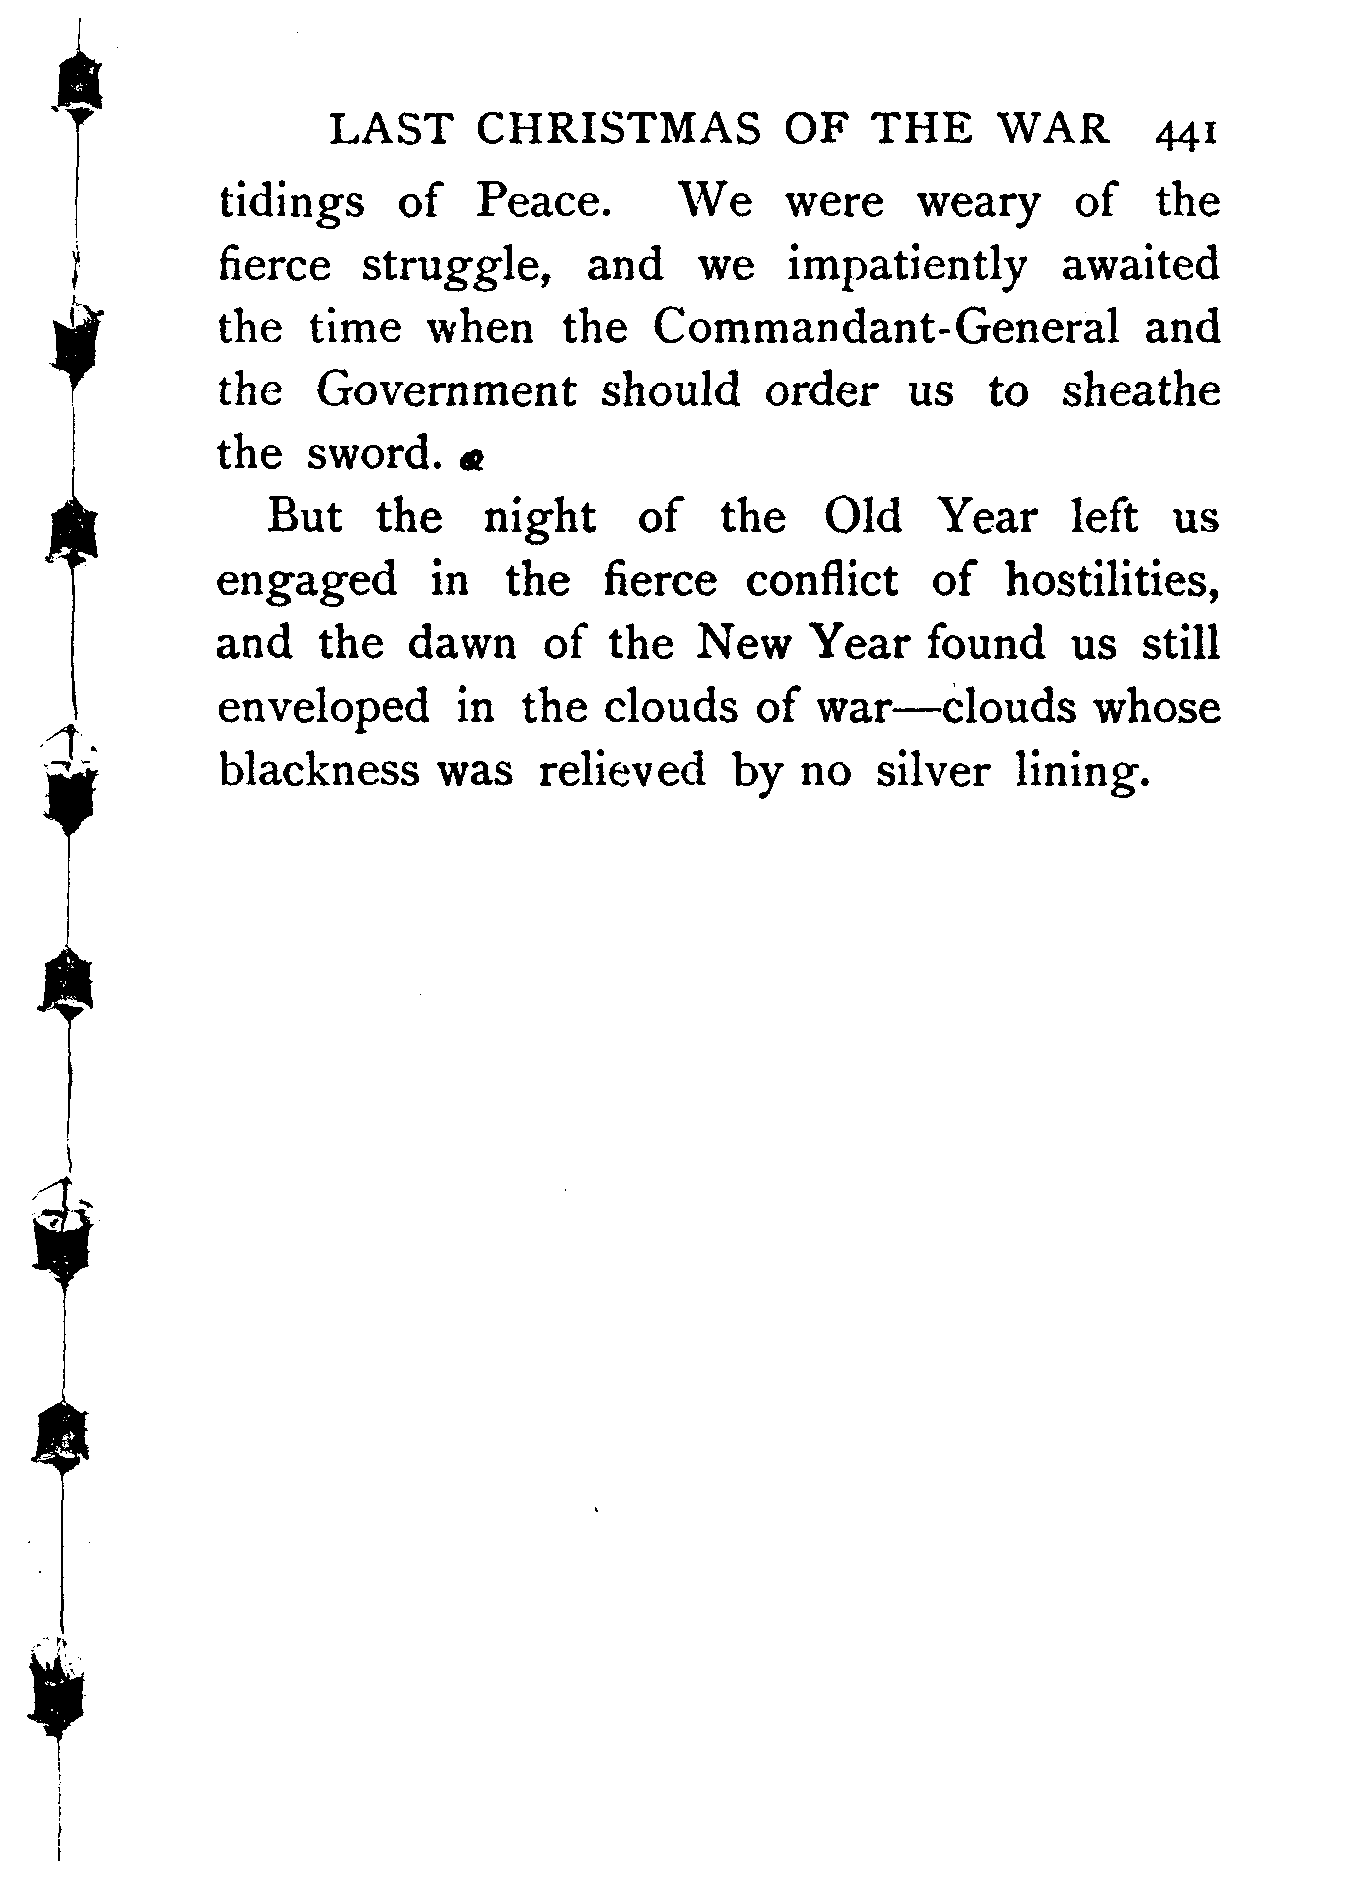 LAST CHRISTMAS OF THE WAR 441
tidings of Peace. We were weary of the
fierce struggle, and we impatiently awaited
the time when the Commandant-General and
the Government should order us to sheathe
the sword.
But the night of the Old Year left us
engaged in the fierce conflict of hostilities,
and the dawn of the New Year found us still
enveloped in the clouds of war—clouds whose
blackness was relieved by no silver lining.